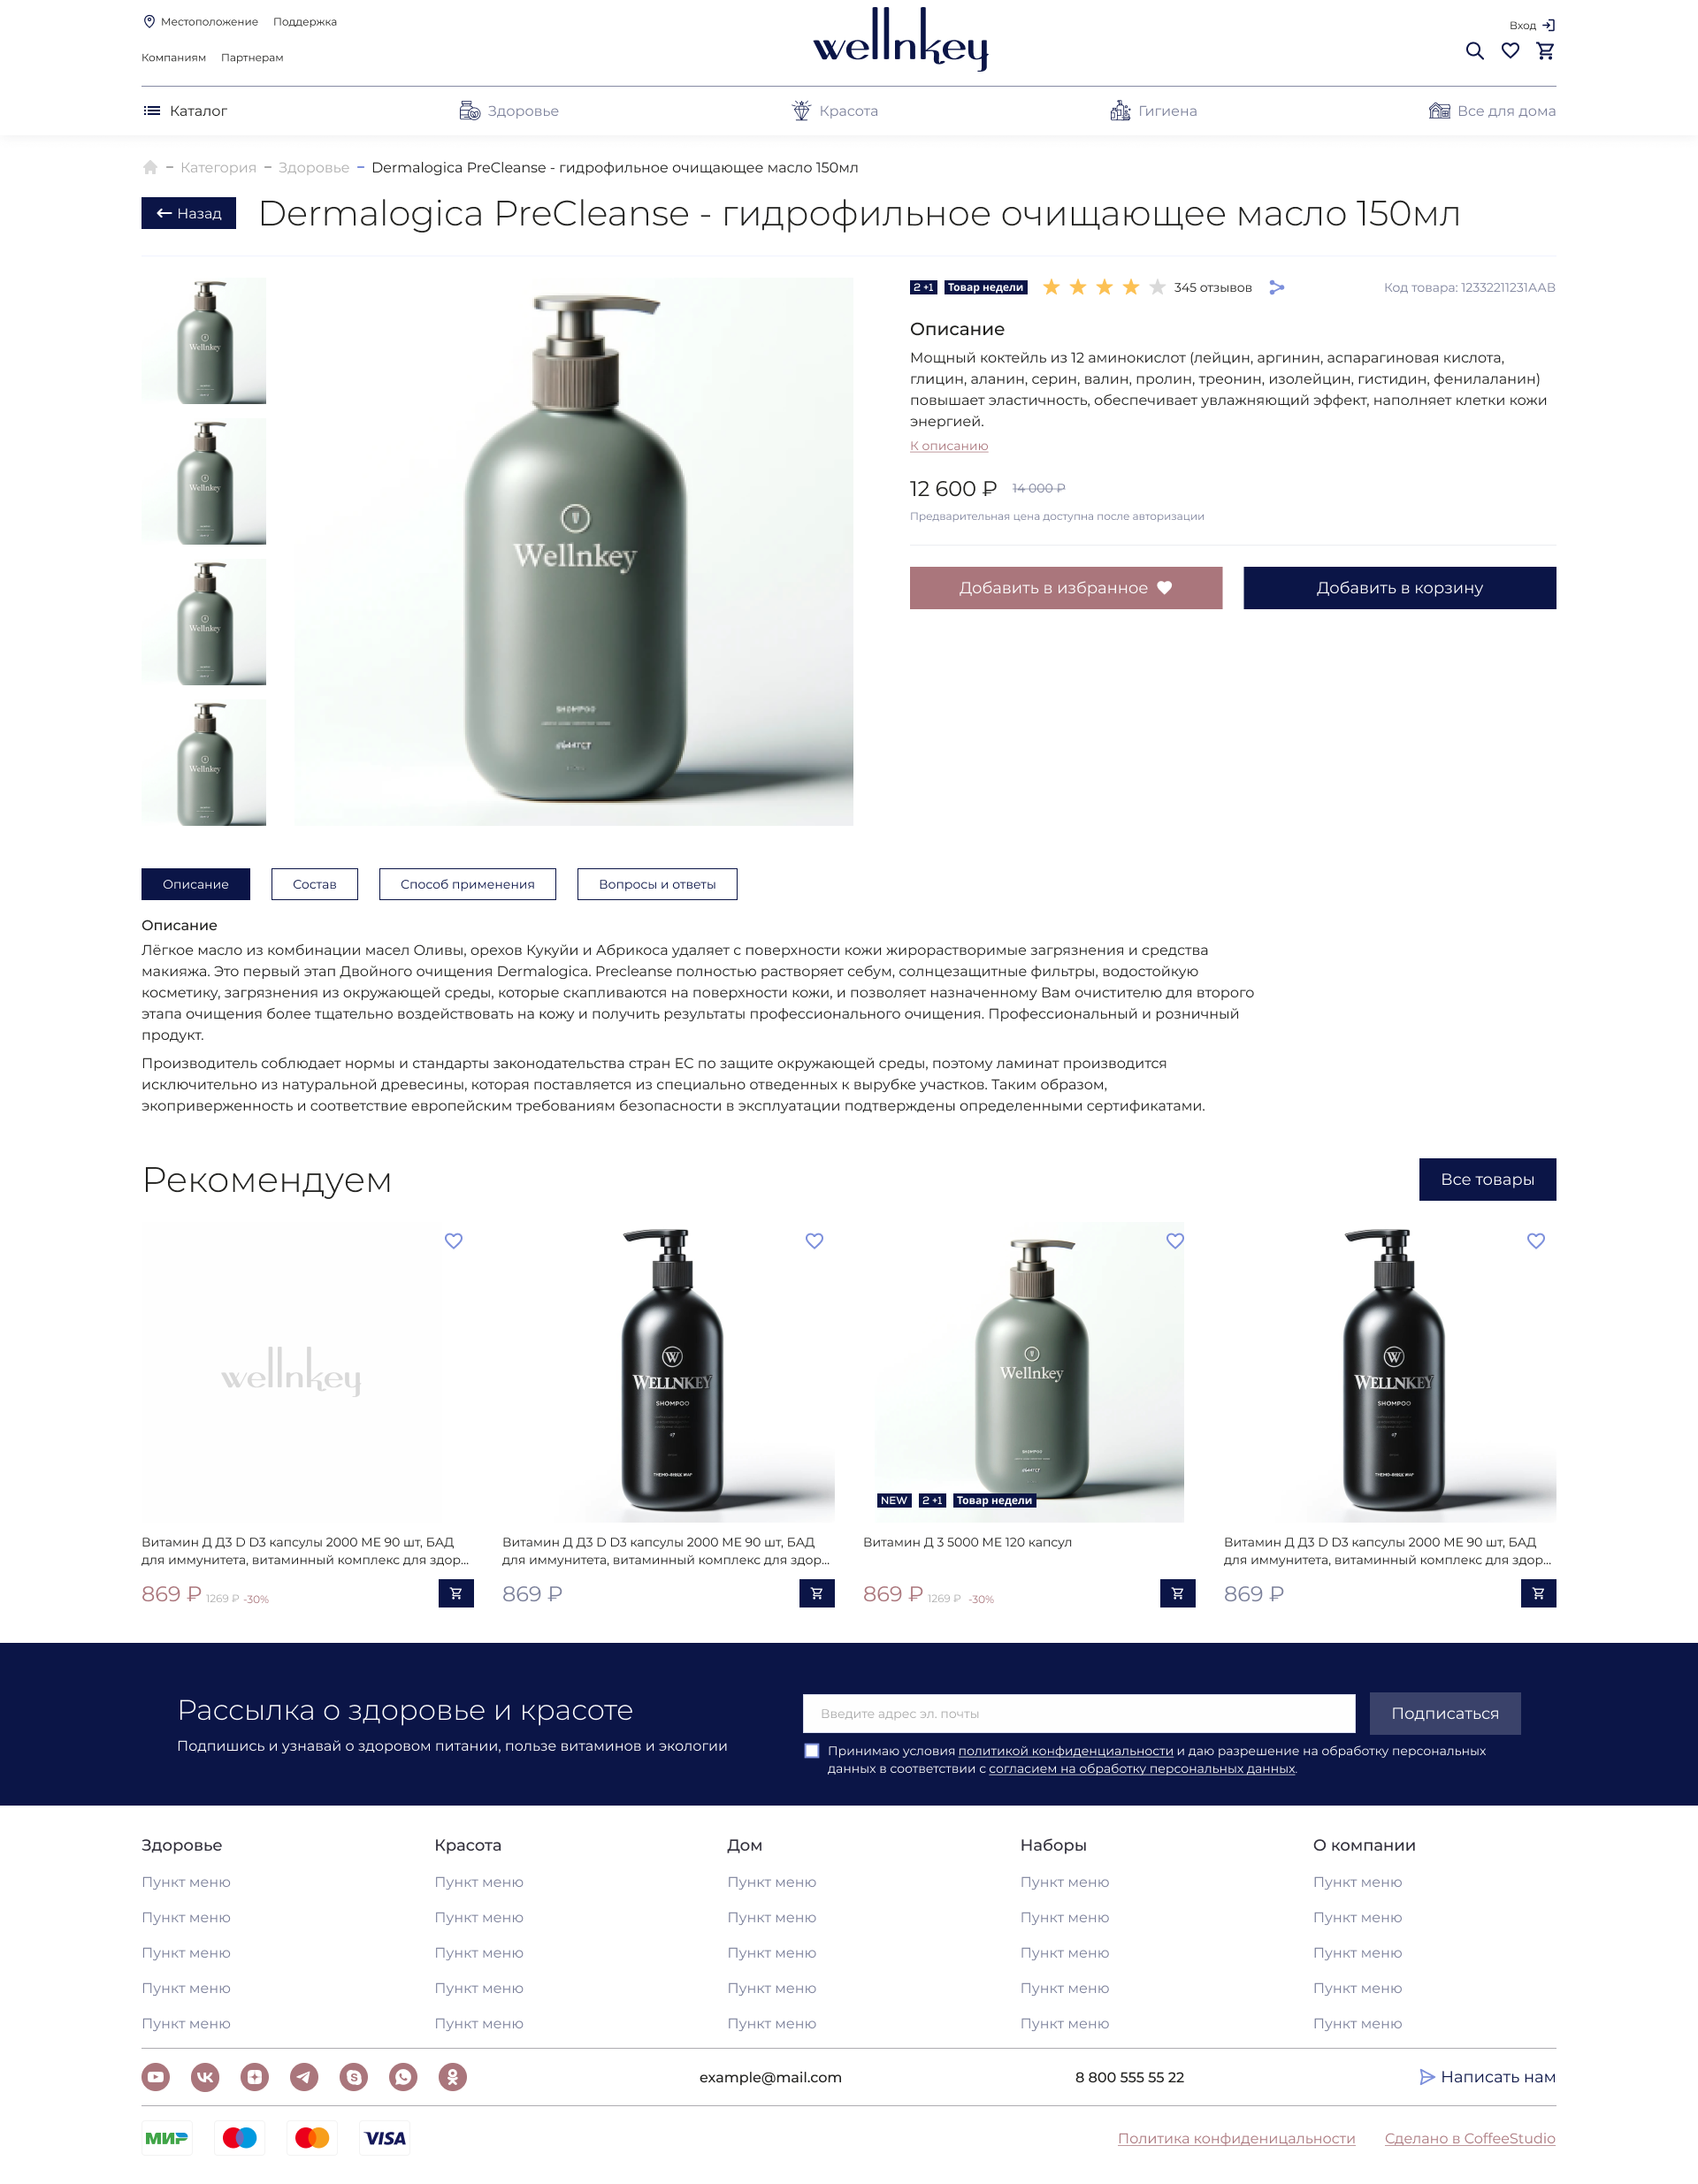 Местоположение Поддержка
wellnkey
Вход
Компаниям Партнерам
Каталог Здоровье Красота Гигиена Все для дома
– Категория – Здоровье – Dermalogica PreCleanse - гидрофильное очищающее масло 150мл
Назад Dermalogica PreCleanse - гидрофильное очищающее масло 150мл
Wellnkey
Wellnkey
Wellnkey
Wellnkey
Wellnkey
SHOMPOO
2 +1 Товар недели 345 отзывов Код товара: 12332211231AAB
Описание
Мощный коктейль из 12 аминокислот (лейцин, аргинин, аспарагиновая кислота,
глицин, аланин, серин, валин, пролин, треонин, изолейцин, гистидин, фенилаланин)
повышает эластичность, обеспечивает увлажняющий эффект, наполняет клетки кожи
энергией.
К описанию
12 600 ₽ 14 000 ₽
Предварительная цена доступна после авторизации
Добавить в избранное Добавить в корзину
Описание Состав Способ применения Вопросы и ответы
Описание
Лёгкое масло из комбинации масел Оливы, орехов Кукуйи и Абрикоса удаляет с поверхности кожи жирорастворимые загрязнения и средства
макияжа. Это первый этап Двойного очищения Dermalogica. Precleanse полностью растворяет себум, солнцезащитные фильтры, водостойкую
косметику, загрязнения из окружающей среды, которые скапливаются на поверхности кожи, и позволяет назначенному Вам очистителю для второго
этапа очищения более тщательно воздействовать на кожу и получить результаты профессионального очищения. Профессиональный и розничный
продукт.
Производитель соблюдает нормы и стандарты законодательства стран ЕС по защите окружающей среды, поэтому ламинат производится
исключительно из натуральной древесины, которая поставляется из специально отведенных к вырубке участков. Таким образом,
экоприверженность и соответствие европейским требованиям безопасности в эксплуатации подтверждены определенными сертификатами.
Рекомендуем Все товары
wellnkey
W
WELLNKEY
SHOMPOO
Wellnkey
NEW 2 +1 Товар недели
W
WELLNKEY
SHOMPOO
Витамин Д Д3 D D3 капсулы 2000 МЕ 90 шт, БАД
для иммунитета, витаминный комплекс для здор...
869 ₽ 1269 ₽ -30%
Витамин Д Д3 D D3 капсулы 2000 МЕ 90 шт, БАД
для иммунитета, витаминный комплекс для здор...
869 ₽
Витамин Д 3 5000 МЕ 120 капсул
869 ₽ 1269 ₽ -30%
Витамин Д Д3 D D3 капсулы 2000 МЕ 90 шт, БАД
для иммунитета, витаминный комплекс для здор...
869 ₽
Рассылка о здоровье и красоте
Подпишись и узнавай о здоровом питании, пользе витаминов и экологии
Введите адрес эл. почты Подписаться
Принимаю условия политикой конфиденциальности и даю разрешение на обработку персональных
данных в соответствии с согласием на обработку персональных данных.
Здоровье Красота Дом Наборы О компании
Пункт меню Пункт меню Пункт меню Пункт меню Пункт меню
Пункт меню Пункт меню Пункт меню Пункт меню Пункт меню
Пункт меню Пункт меню Пункт меню Пункт меню Пункт меню
Пункт меню Пункт меню Пункт меню Пункт меню Пункт меню
Пункт меню Пункт меню Пункт меню Пункт меню Пункт меню
example@mail.com 8 800 555 55 22 Написать нам
МИР VISA Политика конфиденицальности Сделано в CoffeeStudio